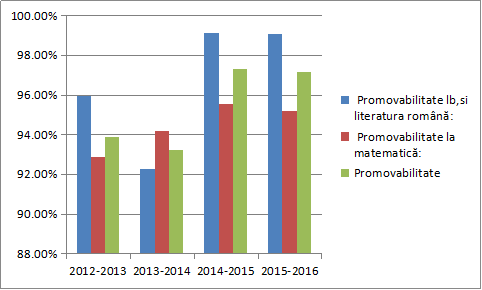 100.00%
98.00%
96.00%
94.00%
92.00%
90.00%
88.00%
2012-2013 2013-2014 2014-2015 2015-2016
Promovabilitate lb,si
literatura română:
Promovabilitate la
matematică:
Promovabilitate